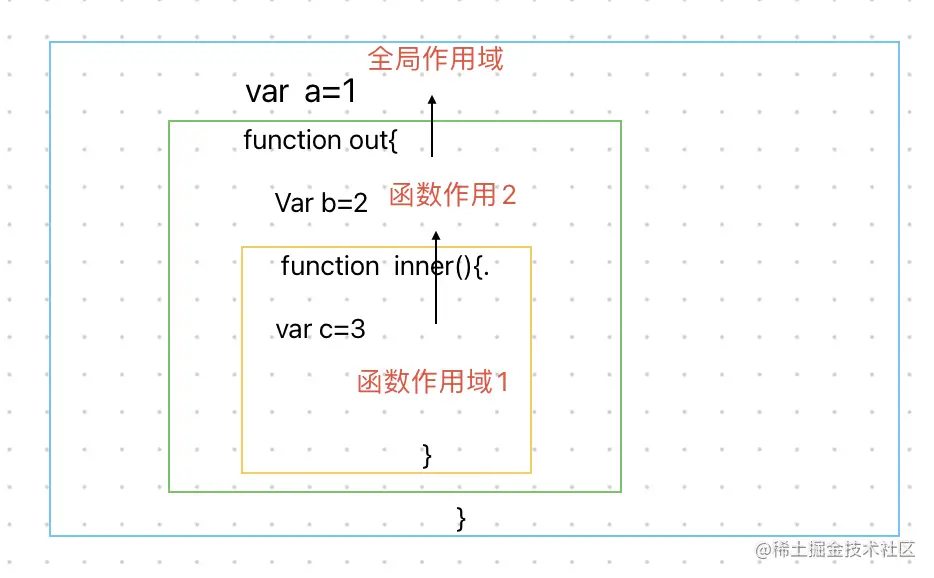 全局作用域
var a=1
function out{
Var b=2 函数作用2
function inner(){.
var c=3
函数作用域1
}
}
@稀土掘金技术社区